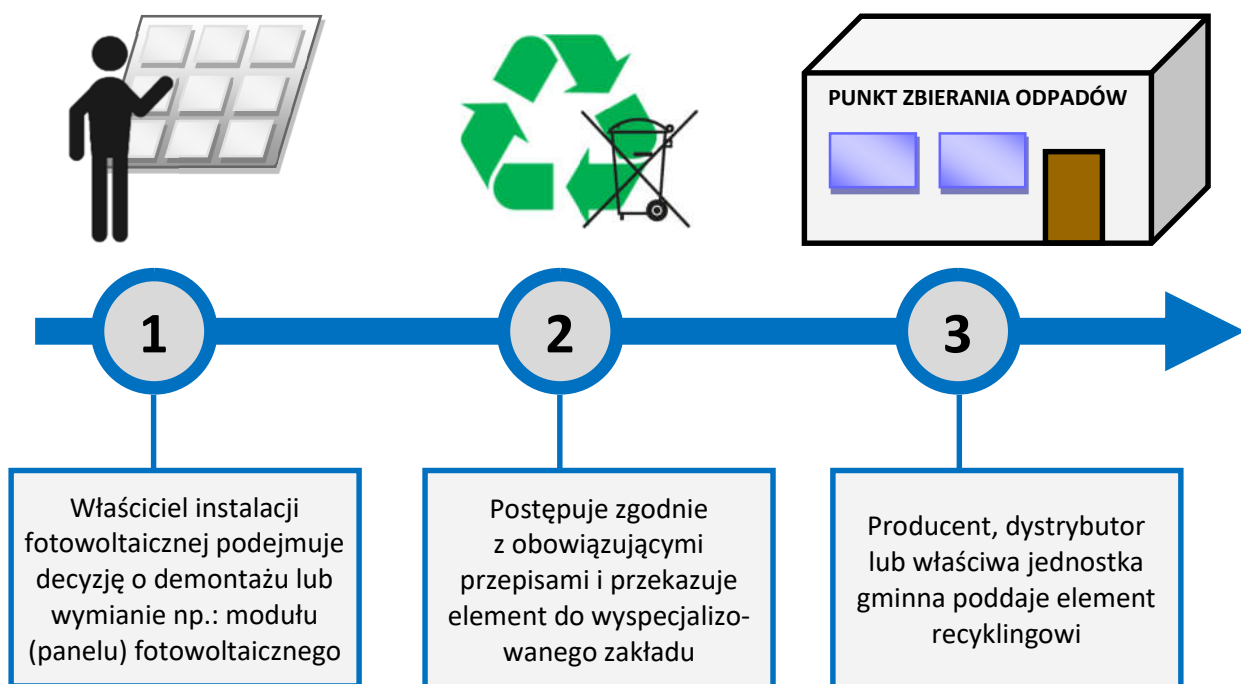 PUNKT ZBIERANIA ODPADÓW
1
2
3
Właściciel instalacji
fotowoltaicznej podejmuje
decyzję o demontażu lub
wymianie np.: modułu
(panelu) fotowoltaicznego
Postępuje zgodnie
z obowiązującymi
przepisami i przekazuje
element do wyspecjalizo-
wanego zakładu
Producent, dystrybutor
lub właściwa jednostka
gminna poddaje element
recyklingowi